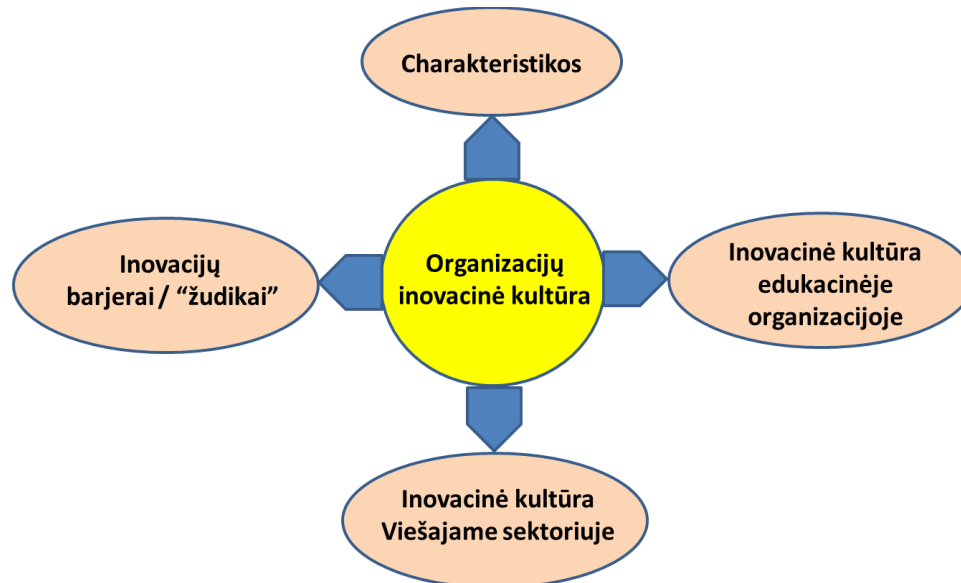 Charakteristikos
Inovacijų
barjerai / “žudikai”
Organizacijų
inovacinė kultūra
Inovacinė kultūra
edukacinėje
organizacijoje
Inovacinė kultūra
Viešajame sektoriuje